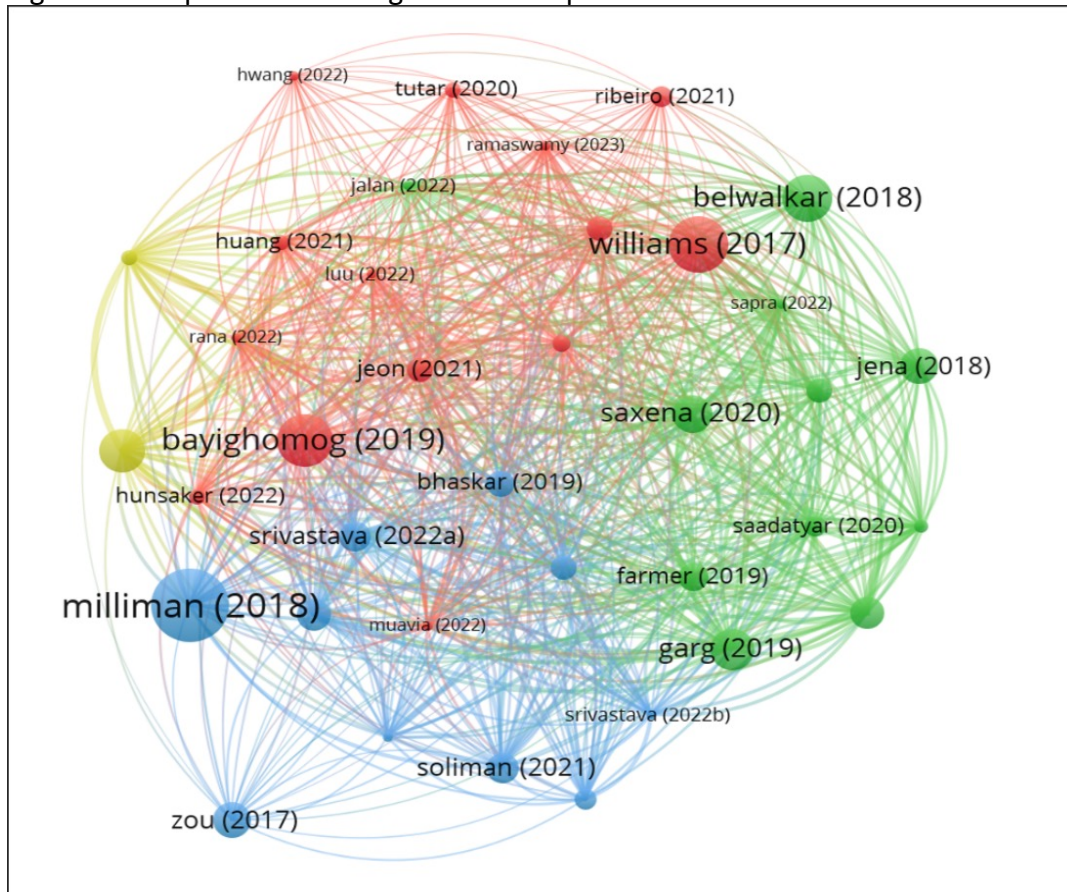 hwang (2022)
tutar (2020)
ribeiro (2021)
ramaswamy (2023)
jalan (2022)
belwalkar (2018)
huang (2021)
williams (2017)
luu (2022)
sapra (2022)
rana (2022)
jeon (2021)
jena (2018)
saxena (2020)
bayighomog (2019)
bhaskar (2019)
hunsaker (2022)
srivastava (2022a)
saadatyar (2020)
farmer (2019)
milliman (2018)
muavia (2022)
garg (2019)
srivastava (2022b)
soliman (2021)
zou (2017)